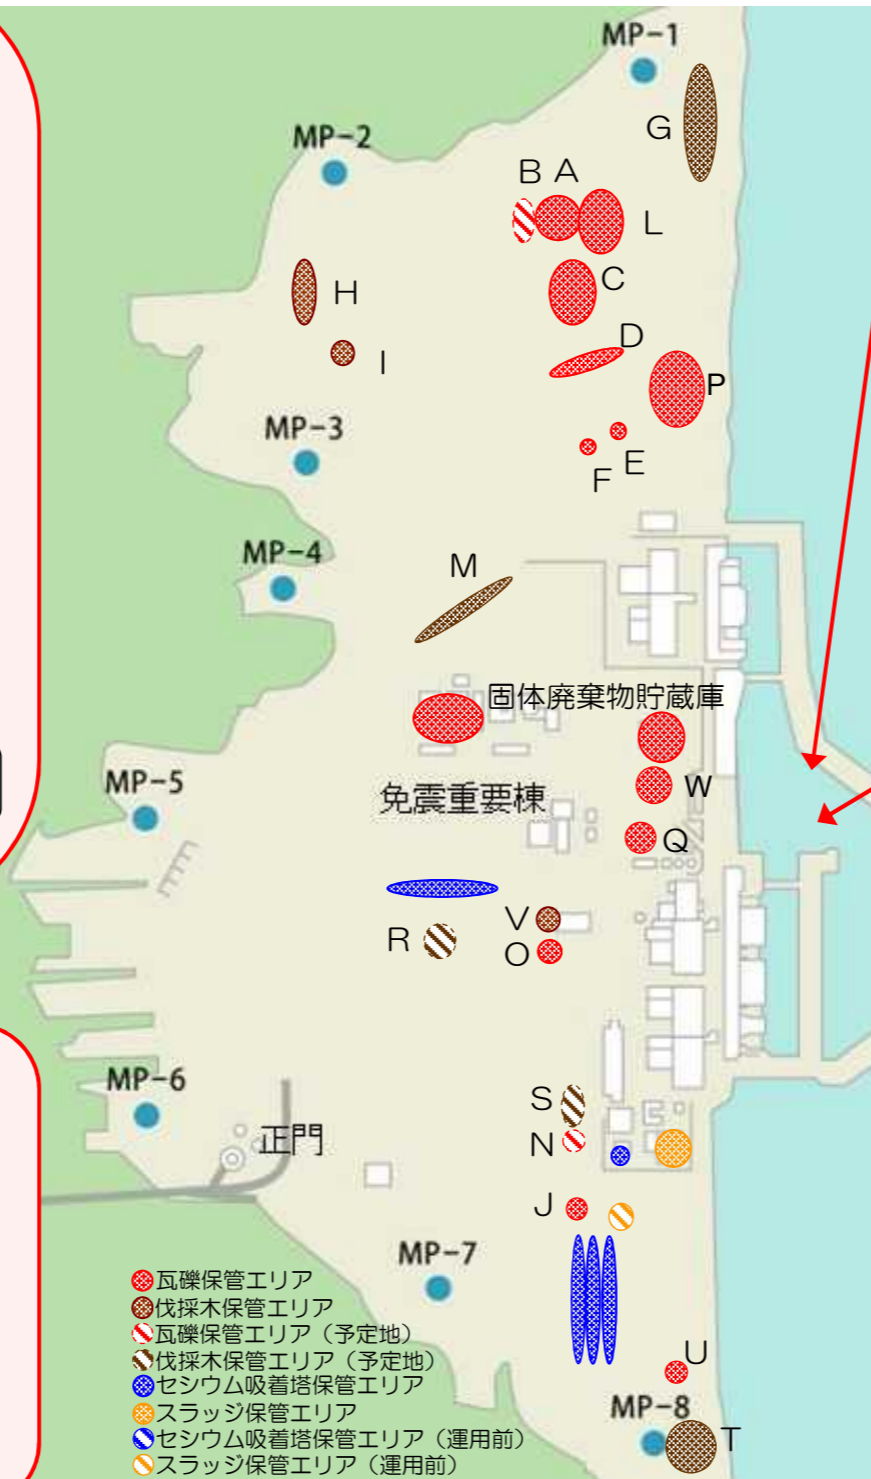 MP-1
G
MP-2
B A
L
H
C
I
D
P
MP-3
E
F
MP-4
M
固体廃棄物貯蔵庫
MP-5
免震重要棟
W
Q
V
R
O
MP-6
S
正門
N
J
MP-7
U
MP-8
T
瓦礫保管エリア
伐採木保管エリア
瓦礫保管エリア（予定地）
伐採木保管エリア（予定地）
セシウム吸着塔保管エリア
スラッジ保管エリア
セシウム吸着塔保管エリア（運用前）
スラッジ保管エリア（運用前）